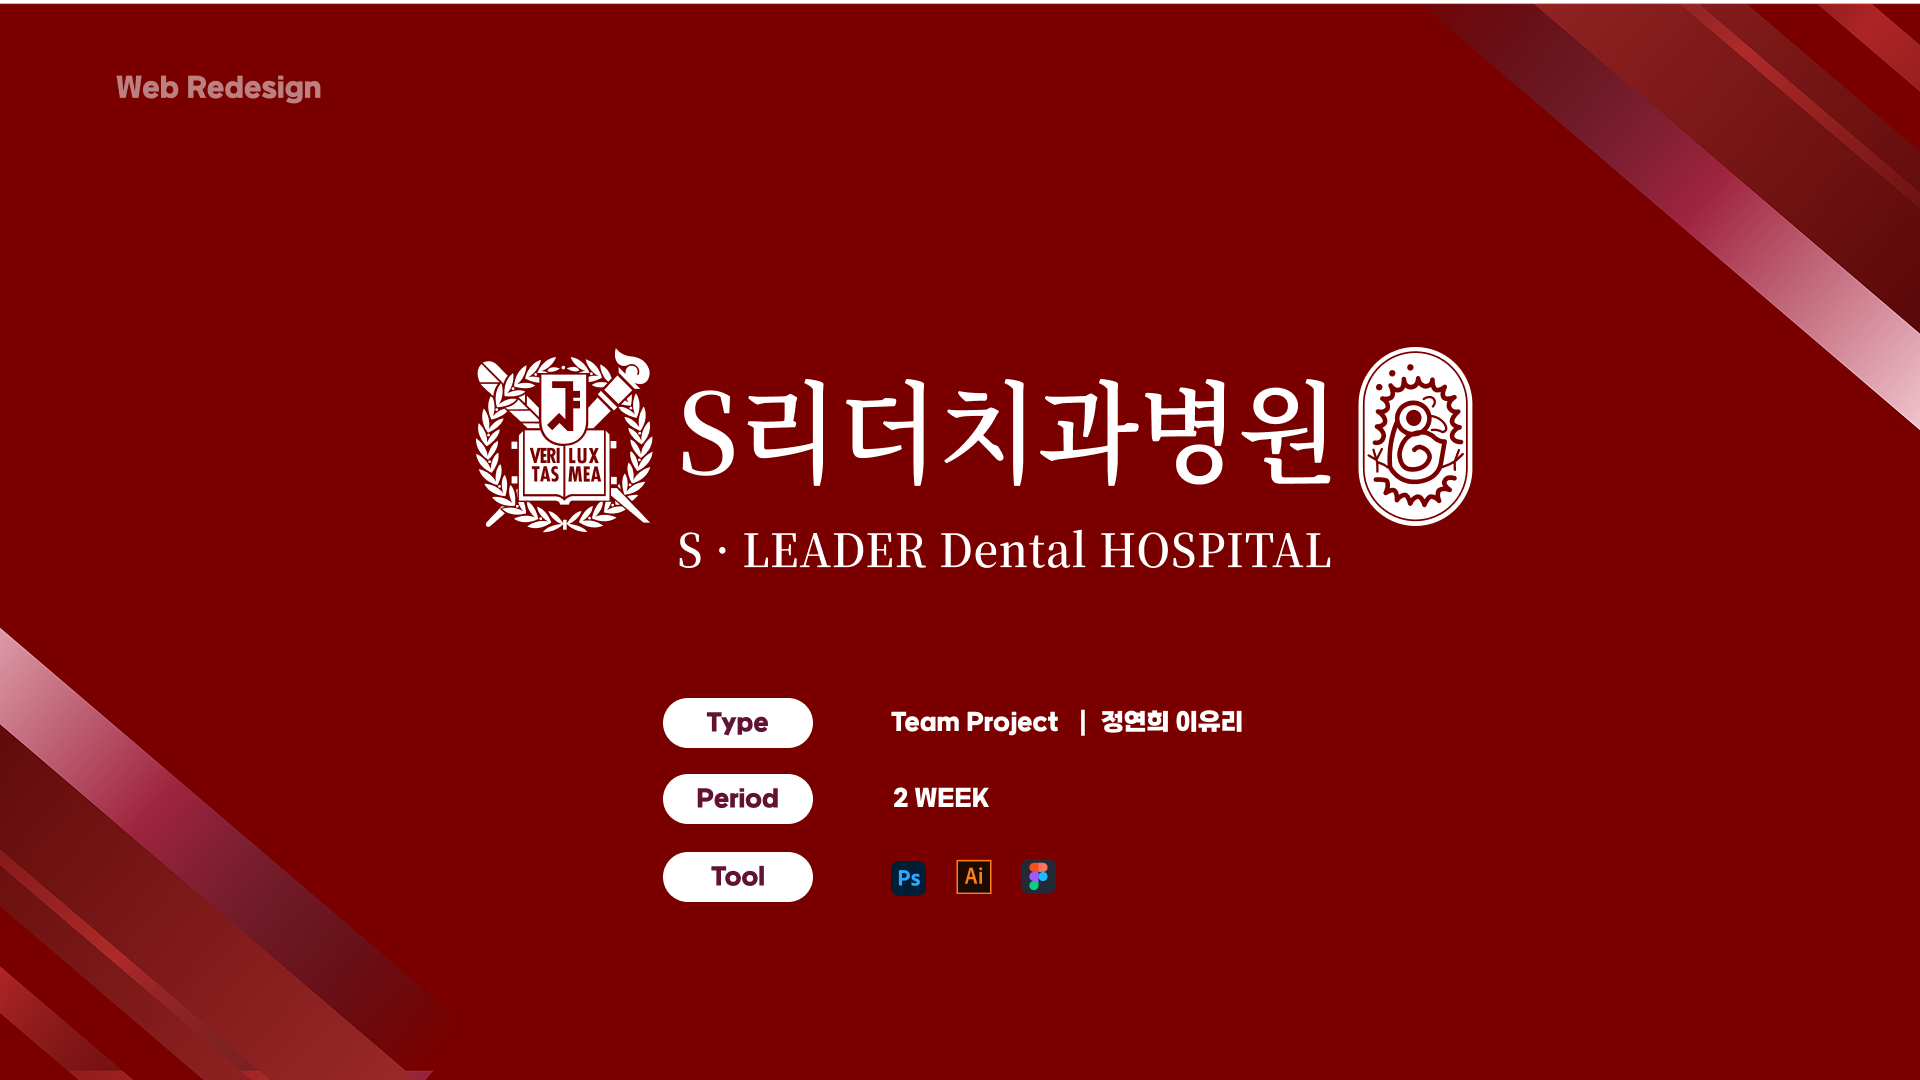 Web Redesign
VERI LUX
TAS MEA
S리더치과병원
S · LEADER Dental HOSPITAL
Type
Team Project | 정연희 이유리
Period
2 WEEK
Tool
Ps Ai